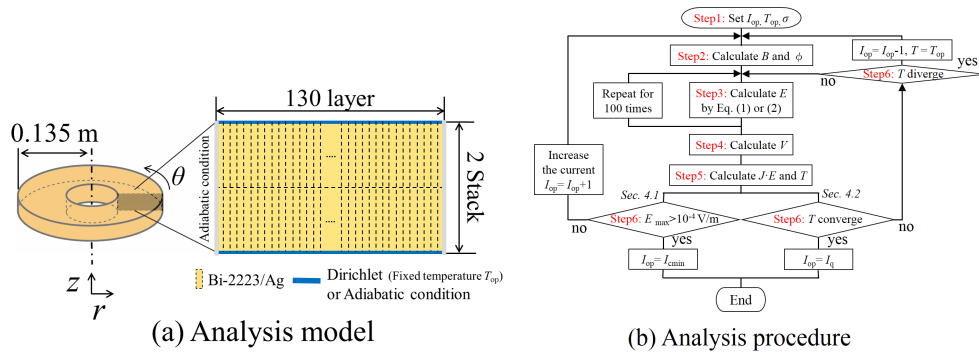 130 layer
0.135 m
θ
Adiabatic condition
....
....
2 Stack
z
r
Bi-2223/Ag
Dirichlet (Fixed temperature Top)
or Adiabatic condition
(a) Analysis model
Step1: Set Iop, Top, σ
Step2: Calculate B and ϕ
Iop= Iop-1, T = Top
yes
Step6: T diverge
no
Repeat for
100 times
Step3: Calculate E
by Eq. (1) or (2)
Step4: Calculate V
Step5: Calculate J·E and T
Increase
the current
Iop= Iop+1
Sec. 4.1
Sec. 4.2
Step6: E max>10-4 V/m
Step6: T converge
no
no
yes
yes
Iop= Icmin
Iop= Iq
End
(b) Analysis procedure